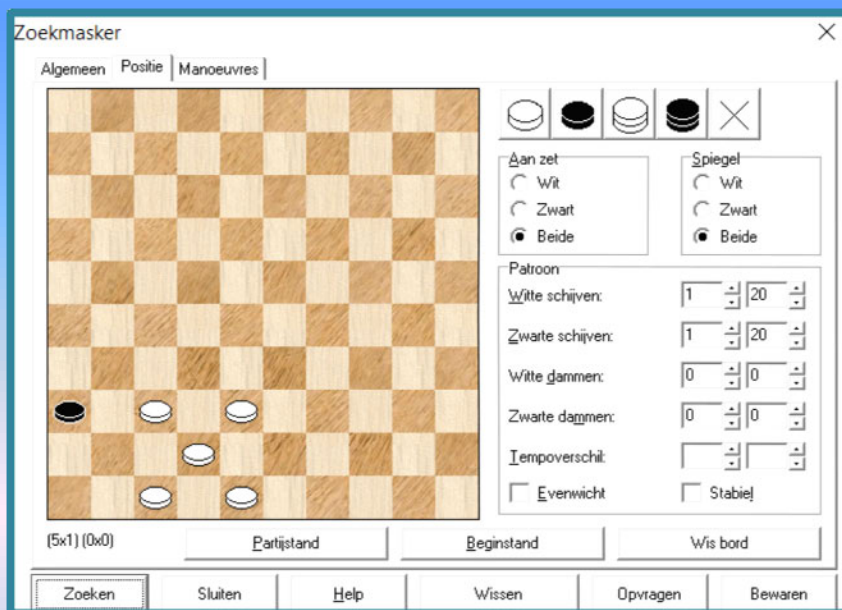 Zoekmasker
Algemeen Positie Manoeuvres
Aan zet
Wit
Zwart
Beide
Spiegel
Wit
Zwart
Beide
Patroon
Witte schijven: 1 20
Zwarte schijven: 1 20
Witte dammen: 0 0
Zwarte dammen: 0 0
Tempoverschil:
Evenwicht Stabiel
(5x1) (0x0) Partijstand Beginstand Wis bord
Zoeken Sluiten Help Wissen Opvragen Bewaren